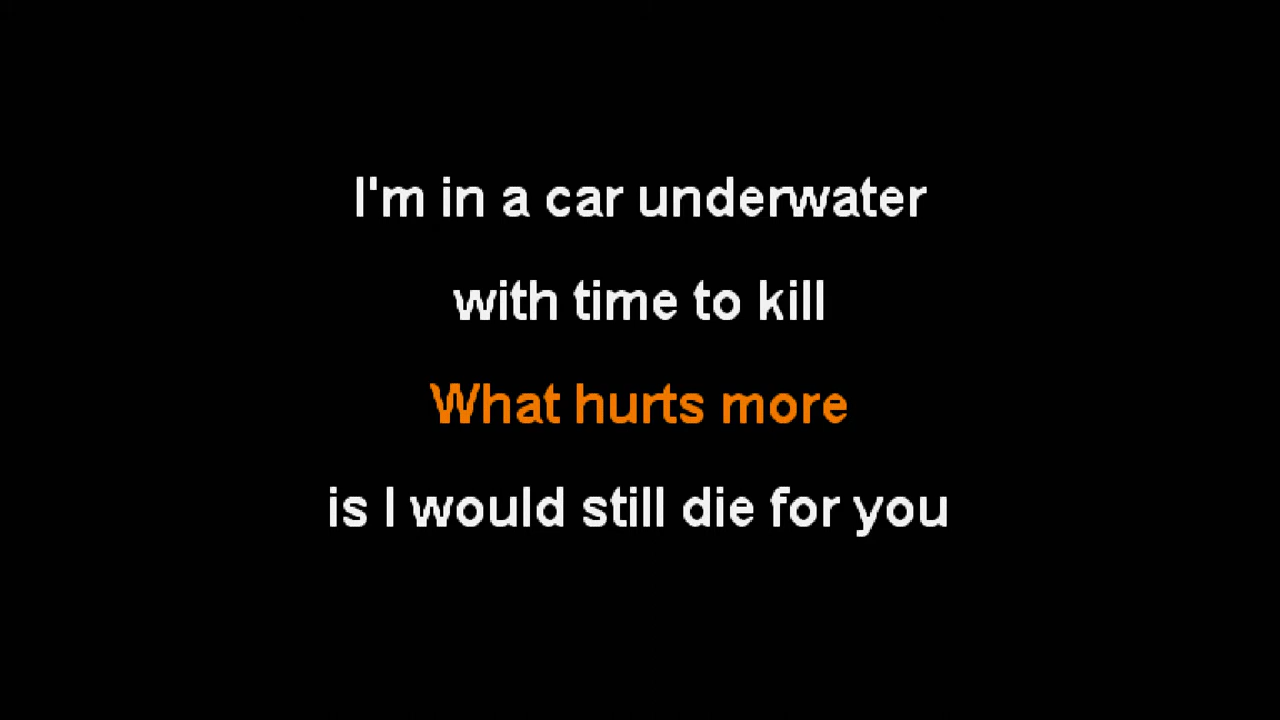 I'm in a car underwater
with time to kill
What hurts more
is I would still die for you